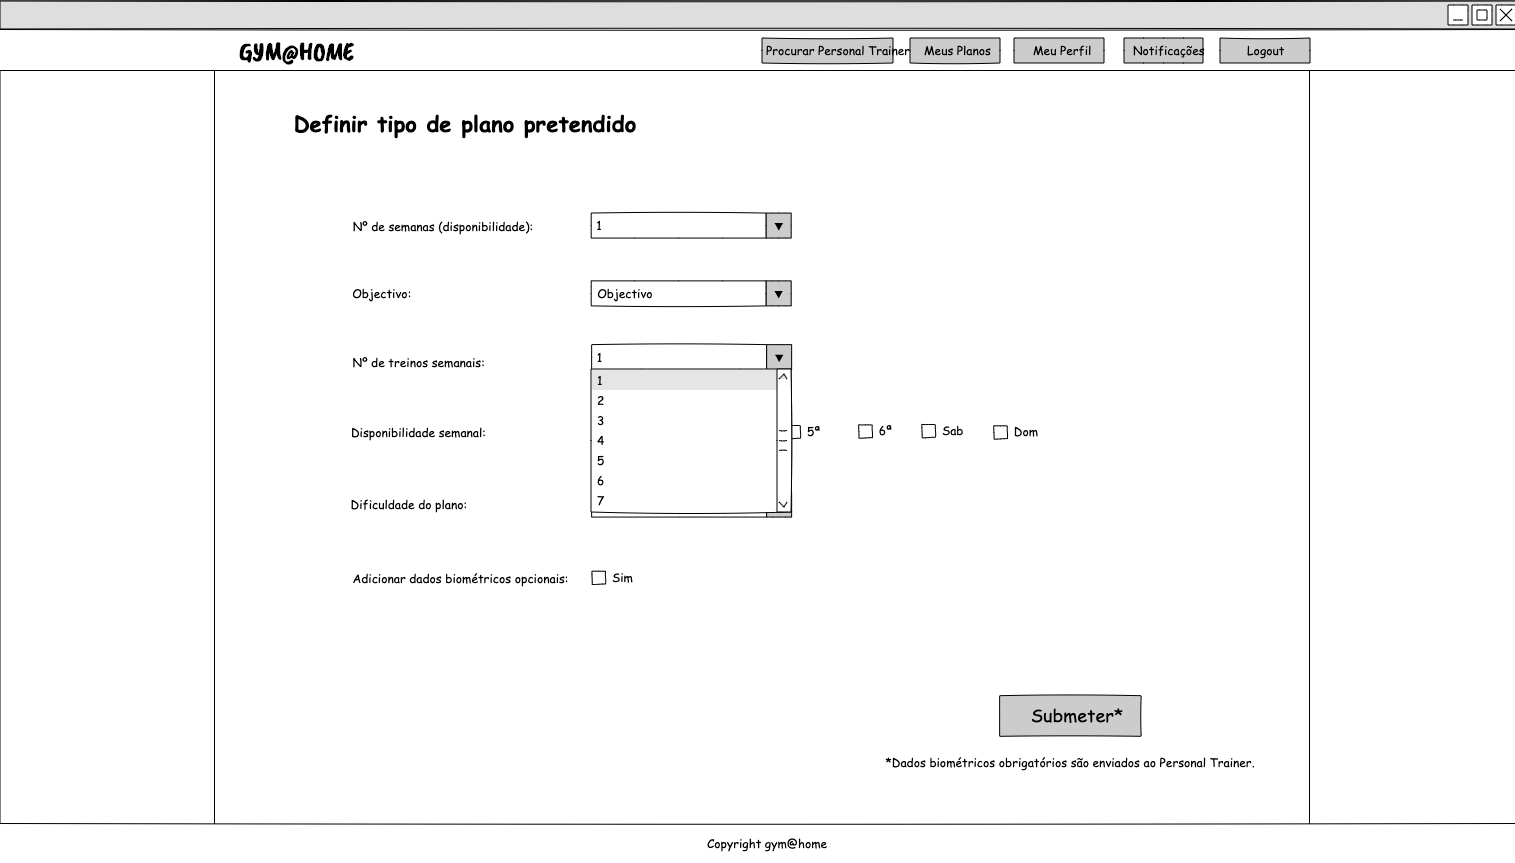 GYM@HOME
Procurar Personal Trainer
Meus Planos
Meu Perfil
Notificações
Logout
Definir tipo de plano pretendido
Nº de semanas (disponibilidade):
1
Objectivo:
Objectivo
Nº de treinos semanais:
1
1
2
3
4
5
6
7
Disponibilidade semanal:
5ª
6ª
Sab
Dom
Dificuldade do plano:
Adicionar dados biométricos opcionais:
Sim
Submeter*
*Dados biométricos obrigatórios são enviados ao Personal Trainer.
Copyright gym@home